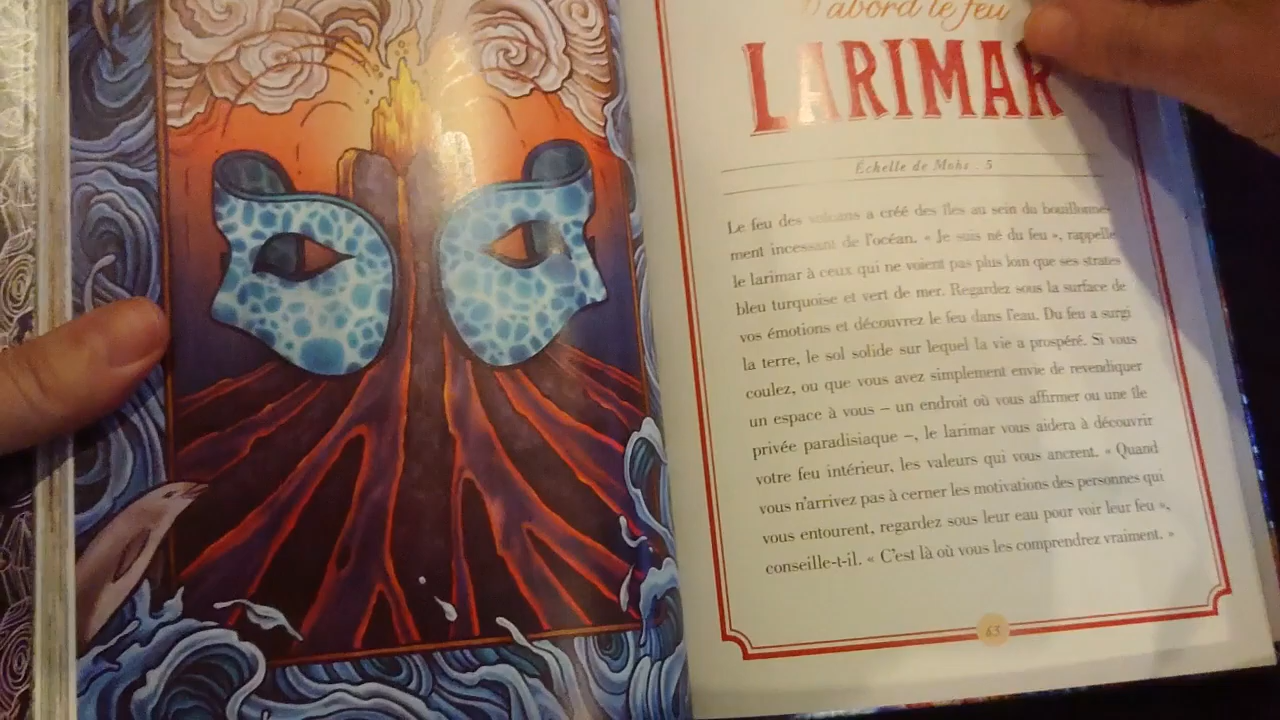 D'abord le feu
LARIMAR
Échelle de Mohs : 5
Le feu des volcans a créé des îles au sein du bouillonne-
ment incessant de l'océan. « Je suis né du feu », rappelle
le larimar à ceux qui ne voient pas plus loin que ses strates
bleu turquoise et vert de mer. Regardez sous la surface de
vos émotions et découvrez le feu dans l'eau. Du feu a surgi
la terre, le sol solide sur lequel la vie a prospéré. Si vous
coulez, ou que vous avez simplement envie de revendiquer
un espace à vous – un endroit où vous affirmer ou une île
privée paradisiaque –, le larimar vous aidera à découvrir
votre feu intérieur, les valeurs qui vous ancrent. « Quand
vous n'arrivez pas à cerner les motivations des personnes qui
vous entourent, regardez sous leur eau pour voir leur feu »,
conseille-t-il. « C'est là où vous les comprendrez vraiment. »
63